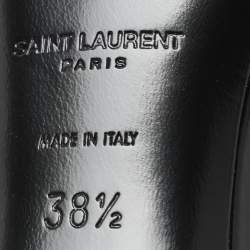 SAINT LAURENT
PARIS
MADE IN ITALY
38½